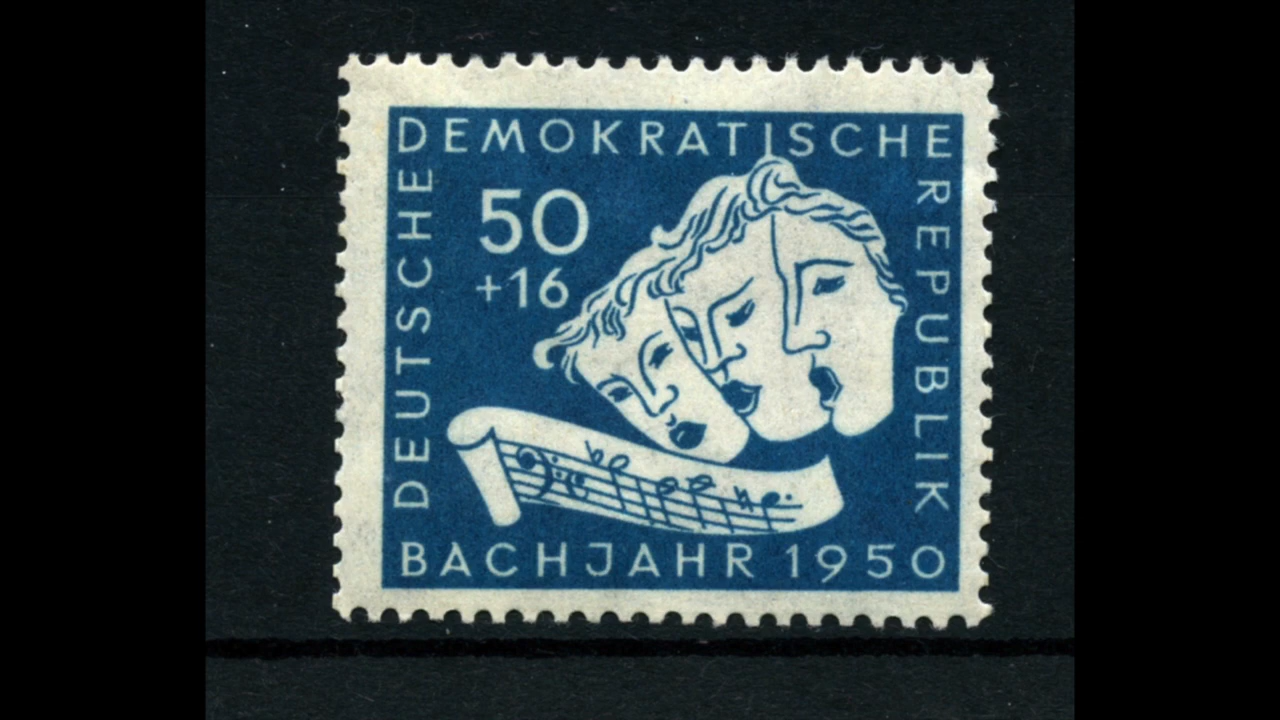 DEUTSCHE
DEMOKRATISCHE
REPUBLIK
50
+16
BACHJAHR 1950